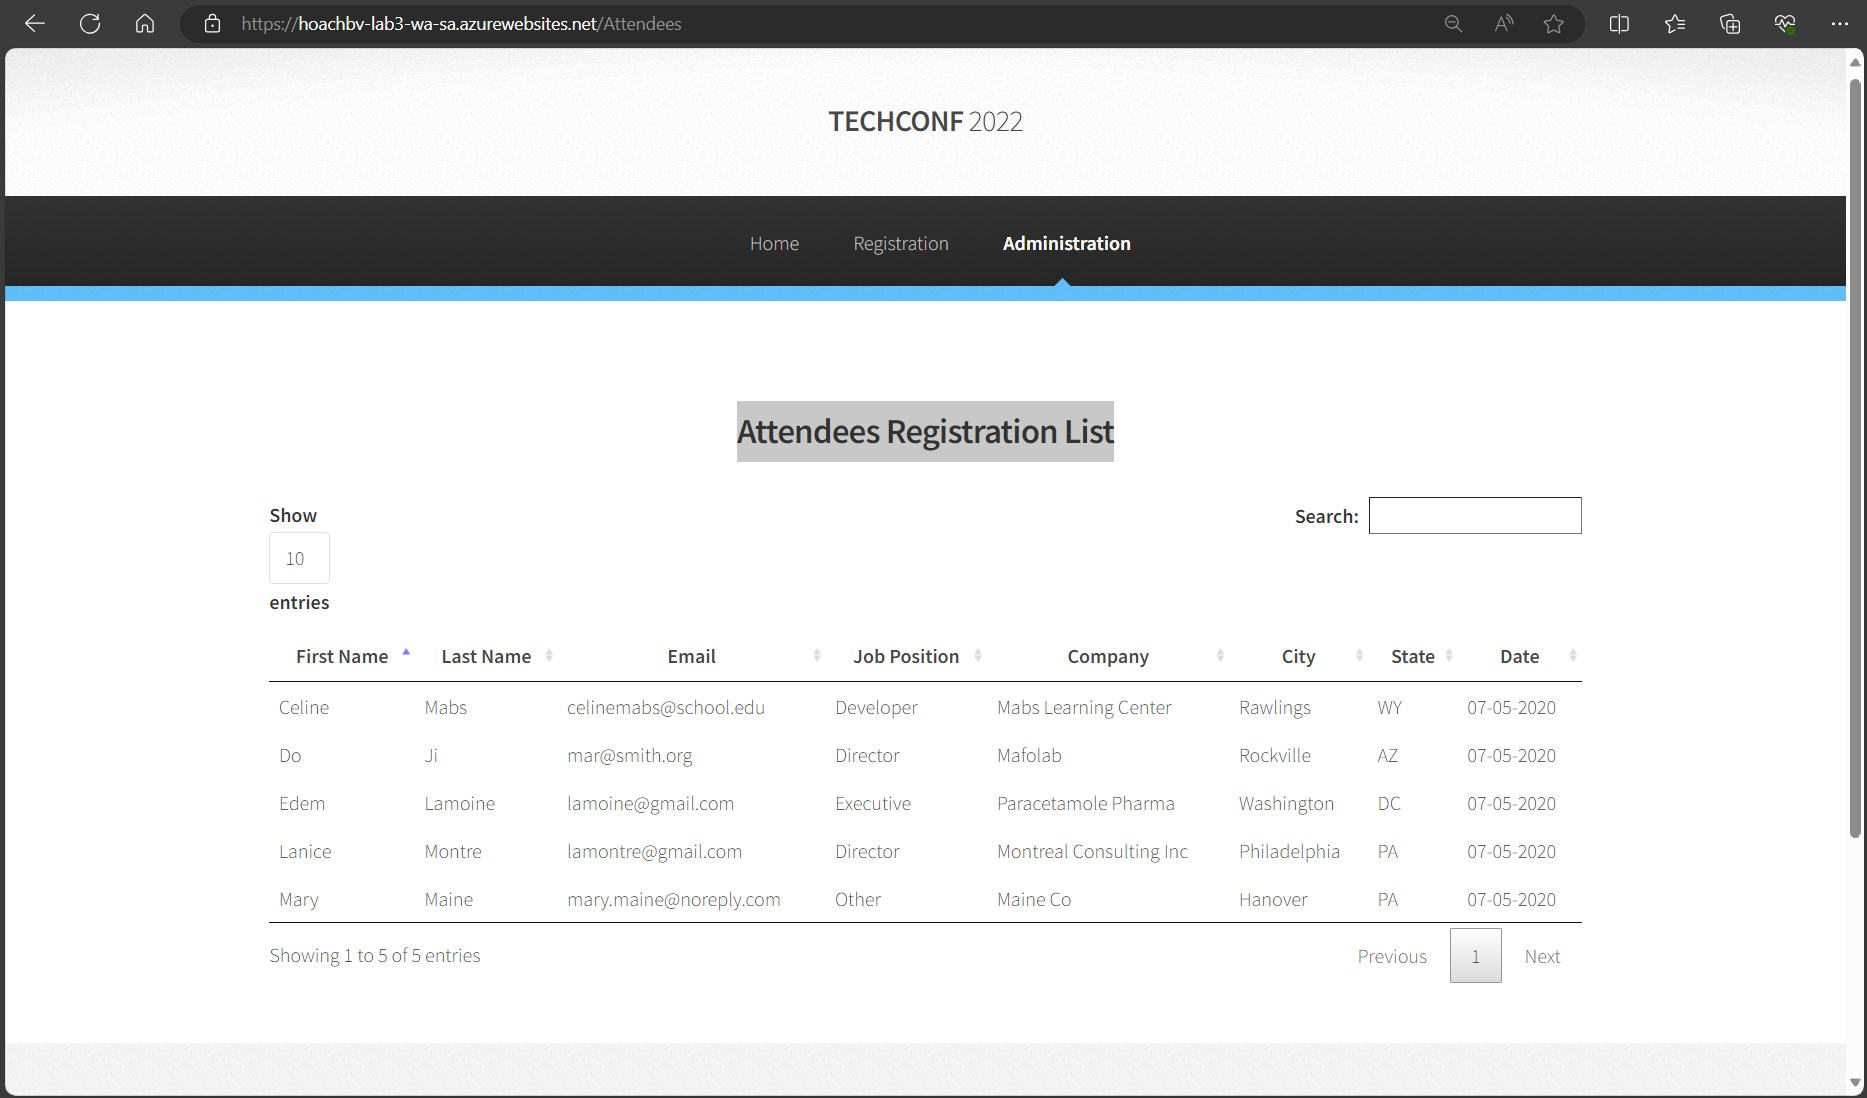 https://hoachbv-lab3-wa-sa.azurewebsites.net/Attendees
TECHCONF 2022
Home Registration Administration
Attendees Registration List
Show
10
entries
Search:
First Name Last Name Email Job Position Company City State Date
Celine Mabs celinemabs@school.edu Developer Mabs Learning Center Rawlings WY 07-05-2020
Do Ji mar@smith.org Director Mafolab Rockville AZ 07-05-2020
Edem Lamoine lamoine@gmail.com Executive Paracetamole Pharma Washington DC 07-05-2020
Lanice Montre lamontre@gmail.com Director Montreal Consulting Inc Philadelphia PA 07-05-2020
Mary Maine mary.maine@noreply.com Other Maine Co Hanover PA 07-05-2020
Showing 1 to 5 of 5 entries
Previous 1 Next